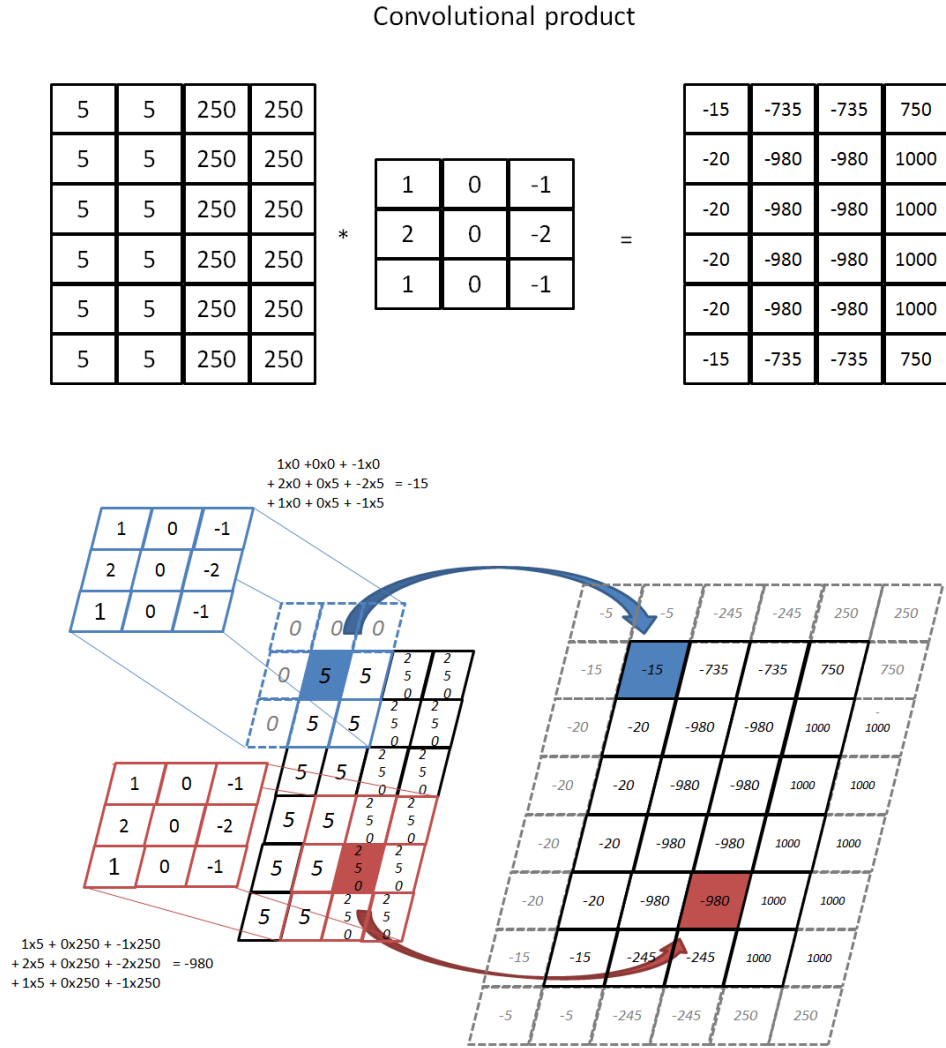 Convolutional product
5 5 250 250
5 5 250 250
5 5 250 250
5 5 250 250
5 5 250 250
5 5 250 250
*
1 0 -1
2 0 -2
1 0 -1
=
-15 -735 -735 750
-20 -980 -980 1000
-20 -980 -980 1000
-20 -980 -980 1000
-20 -980 -980 1000
-15 -735 -735 750
1x0 +0x0 + -1x0
+ 2x0 + 0x5 + -2x5 = -15
+ 1x0 + 0x5 + -1x5
1 0 -1
2 0 -2
1 0 -1
0 0 0
0 5 5 250 250
0 5 5 250 250
5 5 250 250
5 5 250 250
5 5 250 250
5 5 250 250
1 0 -1
2 0 -2
1 0 -1
1x5 + 0x250 + -1x250
+ 2x5 + 0x250 + -2x250 = -980
+ 1x5 + 0x250 + -1x250
-5 -5 -245 -245 250 250
-15 -15 -735 -735 750 750
-20 -20 -980 -980 1000 -1000
-20 -20 -980 -980 1000 1000
-20 -20 -980 -980 1000 1000
-20 -20 -980 -980 1000 1000
-15 -15 -245 -245 1000 1000
-5 -5 -245 -245 250 250